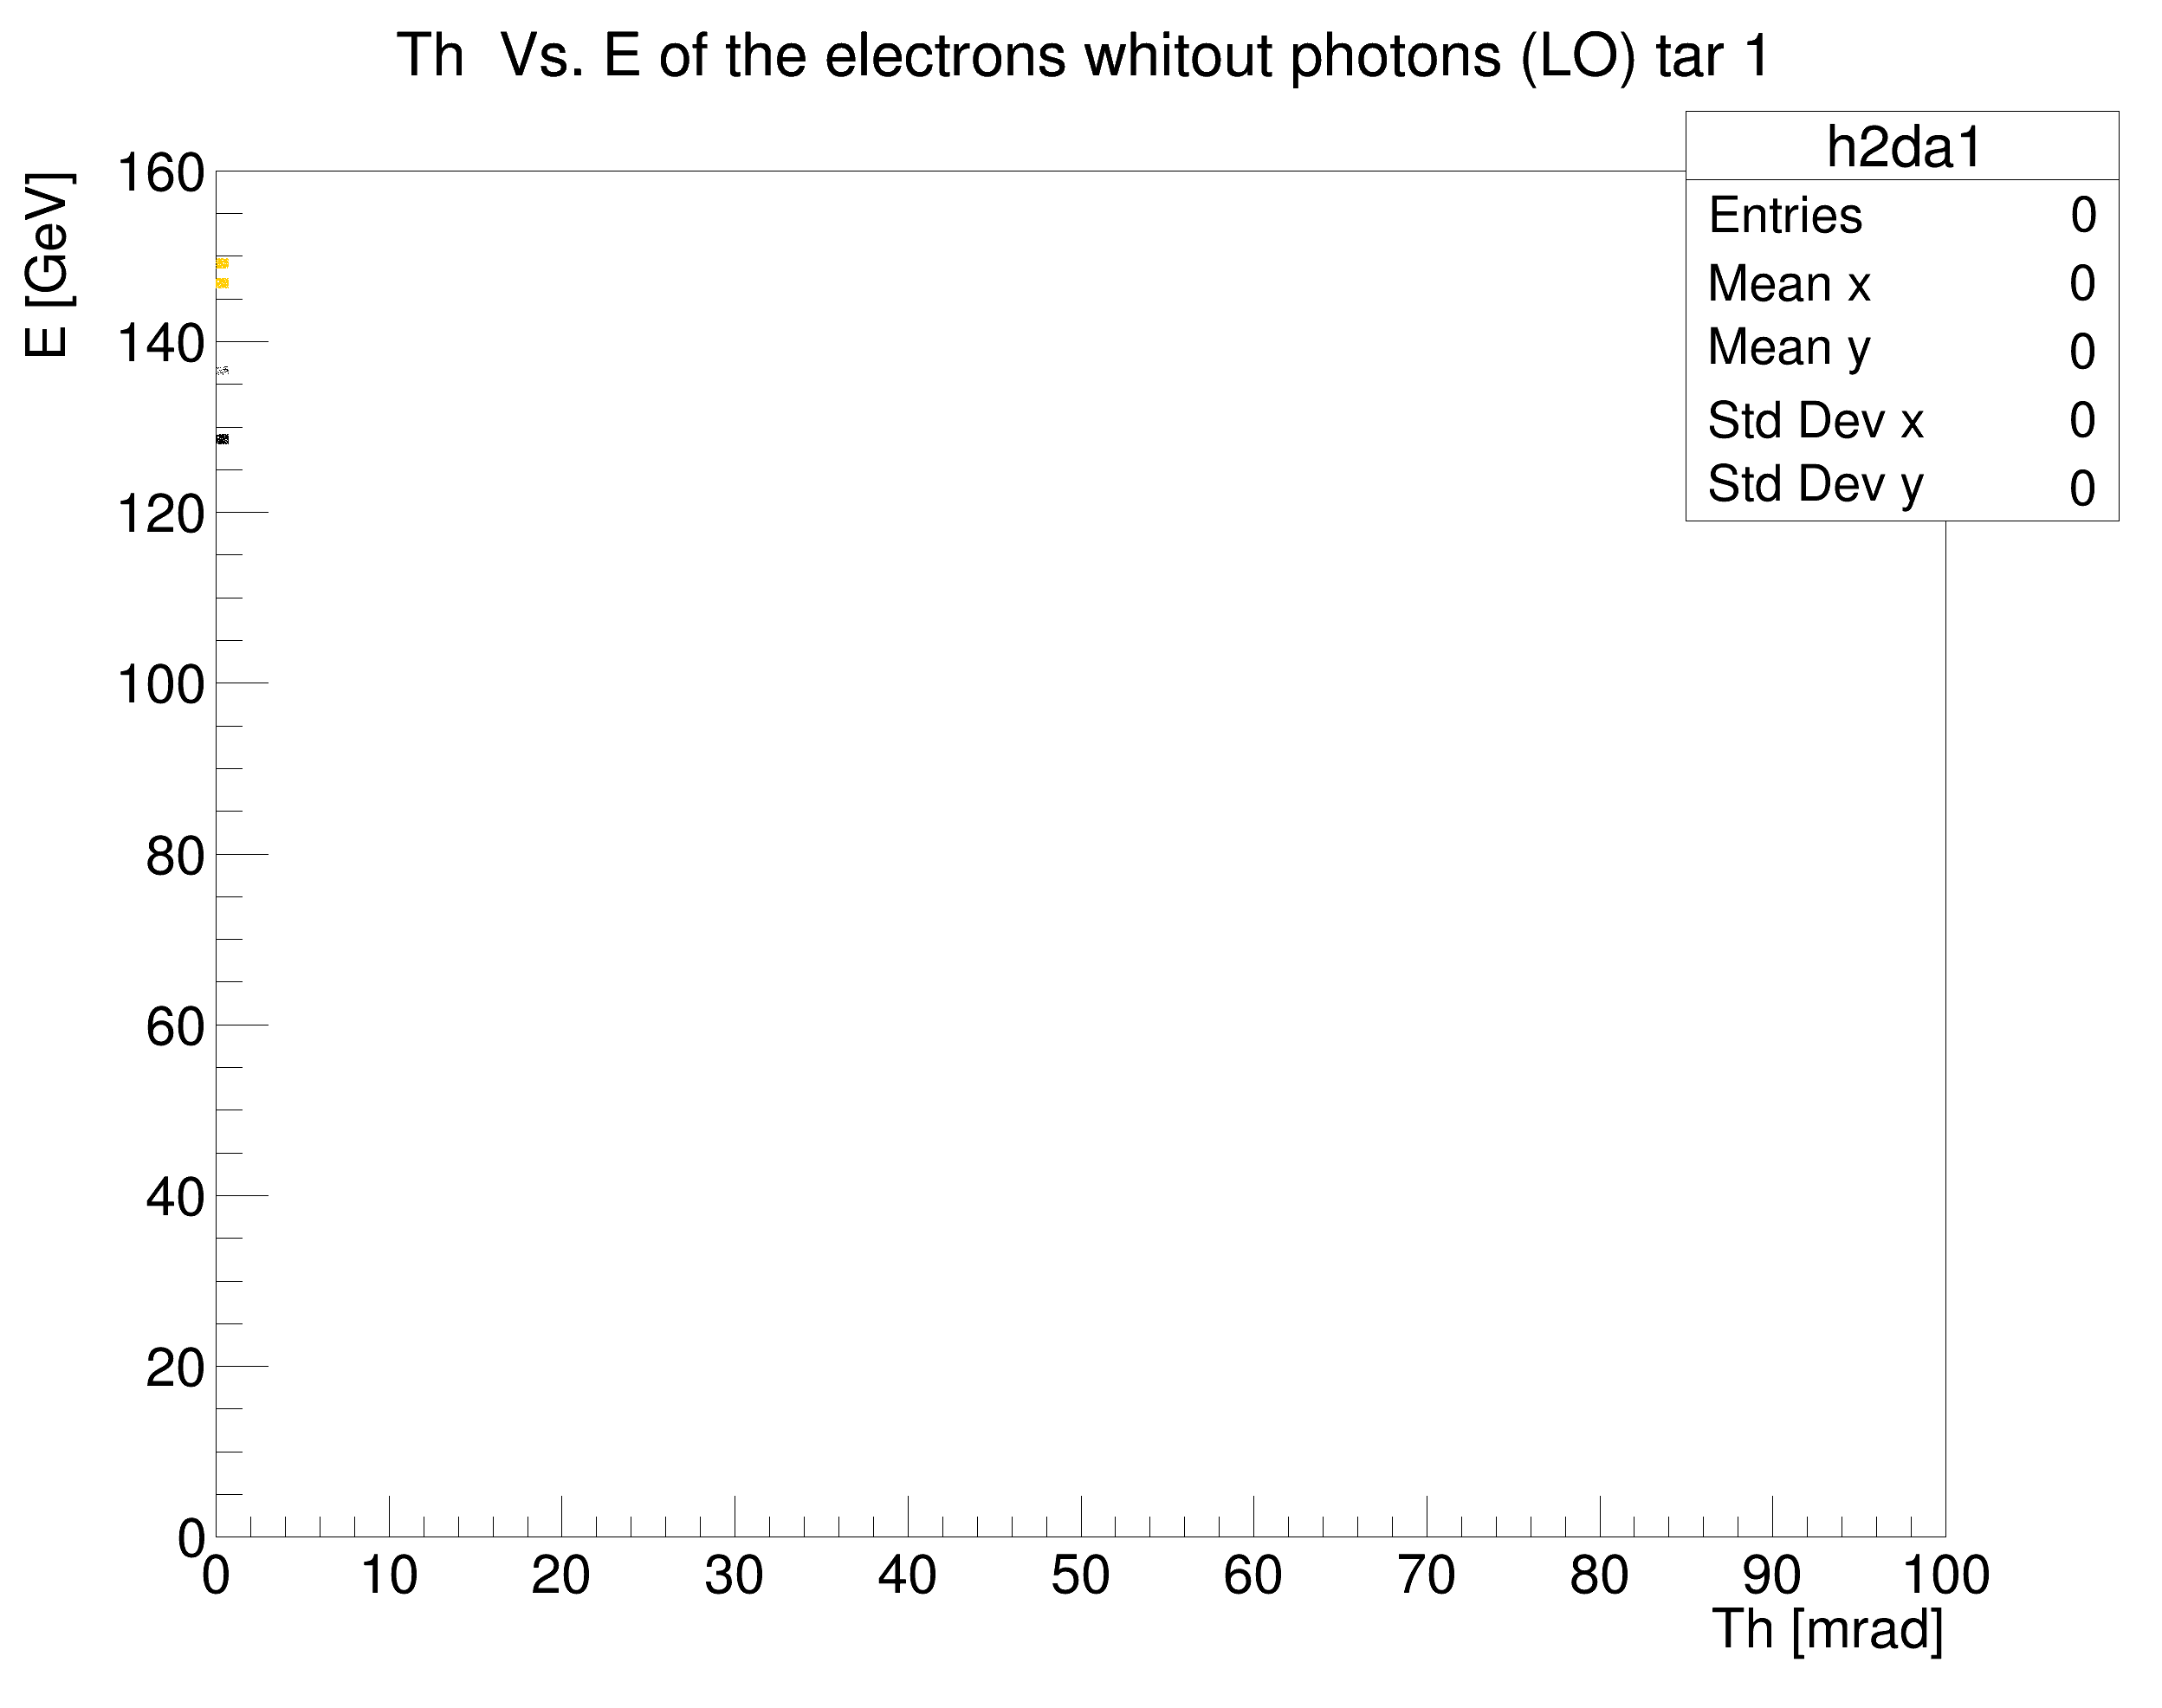 Th  Vs. E of the electrons whitout photons (LO) tar 1
h2da1
Entries 0
Mean x 0
Mean y 0
Std Dev x 0
Std Dev y 0
E [GeV]
160
140
120
100
80
60
40
20
0
0 10 20 30 40 50 60 70 80 90 100
Th [mrad]